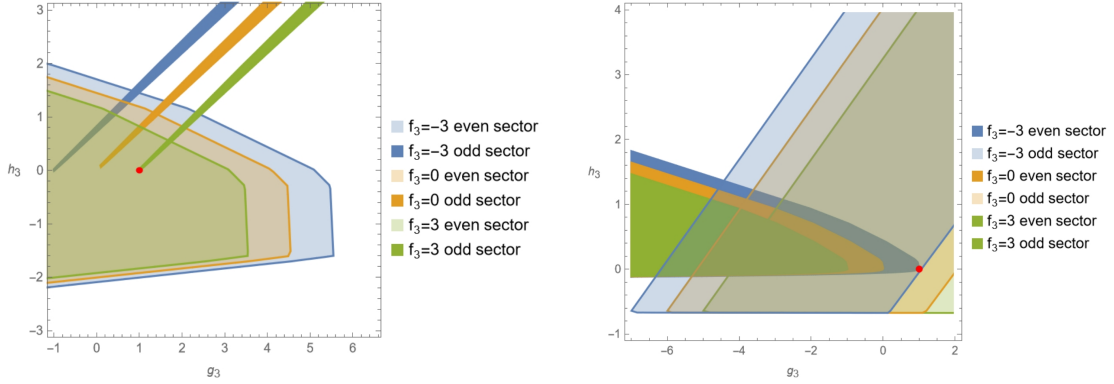 3
2
1
0
−1
−2
−3
h₃
−1
0
1
2
3
4
5
6
g₃
f₃=−3 even sector
f₃=−3 odd sector
f₃=0 even sector
f₃=0 odd sector
f₃=3 even sector
f₃=3 odd sector
4
3
2
1
0
−1
h₃
−6
−4
−2
0
2
g₃
f₃=−3 even sector
f₃=−3 odd sector
f₃=0 even sector
f₃=0 odd sector
f₃=3 even sector
f₃=3 odd sector